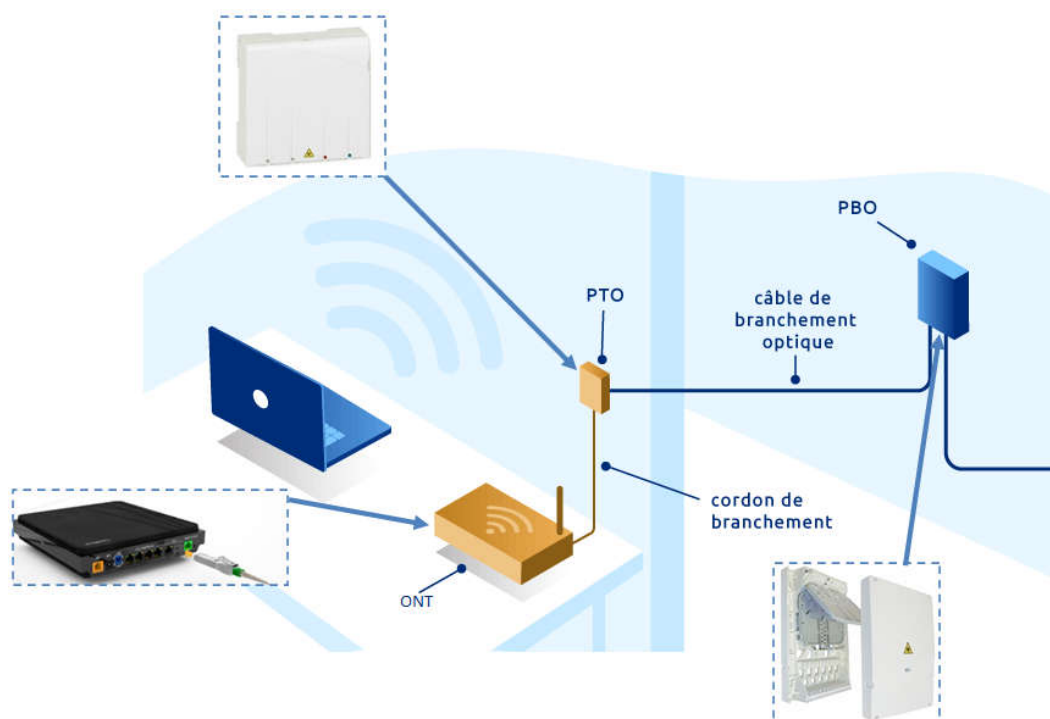 PBO
PTO
câble de
branchement
optique
cordon de
branchement
ONT